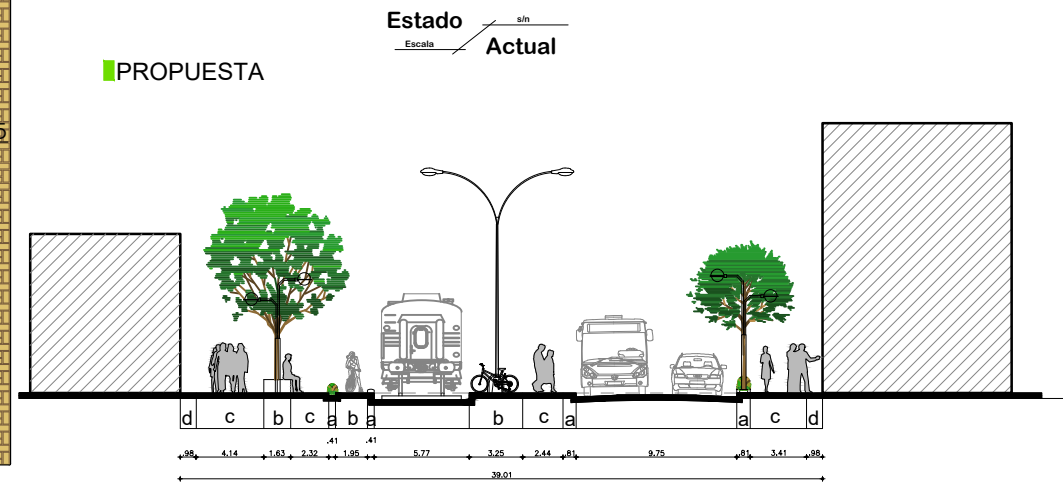 Estado s/n
Escala Actual
PROPUESTA
d c b c a b a b c a a c d
.41 .41
.98 4.14 1.63 2.32 1.95 5.77 3.25 2.44 .81 9.75 .81 3.41 .98
39.01